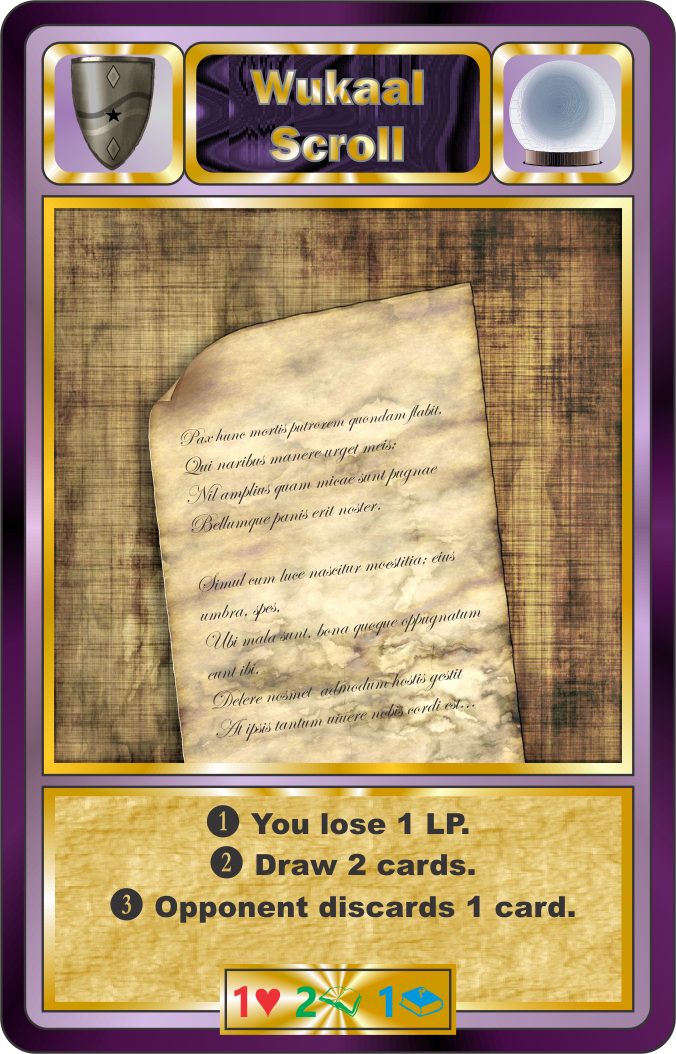 Wukaal
Scroll
Pax hunc mortis putrorem quondam flabit,
Qui naribus manere urget meis;
Nil amplius quam micae sunt pugnae
Bellumque panis erit noster.
Simul cum luce nascitur moestitia; eius
umbra, spes.
Ubi mala sunt, bona quoque oppugnatum
eunt ibi.
Delere nosmet admodum hostis gestit
At ipsis tantum uiuere nobis cordi est...
❶ You lose 1 LP.
❷ Draw 2 cards.
❸ Opponent discards 1 card.
1♥ 2 1